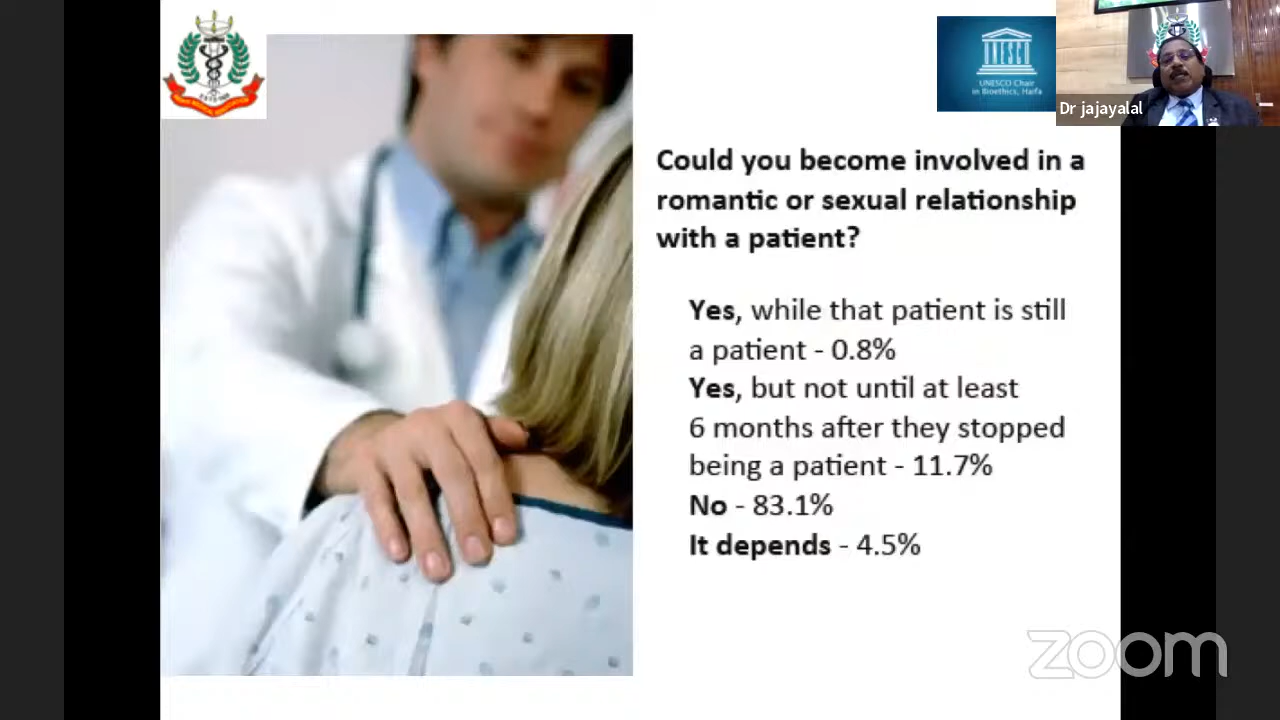 UNESCO Chair
in Bioethics, Haifa
Dr jajayalal
Could you become involved in a
romantic or sexual relationship
with a patient?
Yes, while that patient is still
a patient - 0.8%
Yes, but not until at least
6 months after they stopped
being a patient - 11.7%
No - 83.1%
It depends - 4.5%
zoom